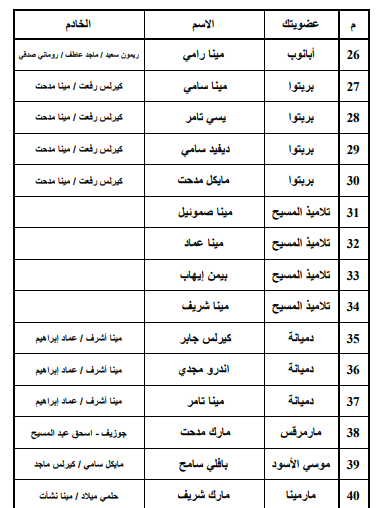 م عضويتك الاسم الخادم
26 أبانوب مينا رامي ريمون سعيد / ماجد عاطف / روماني صدقي
27 بربتوا مينا سامي كيرلس رفعت / مينا مدحت
28 بربتوا يسي تامر كيرلس رفعت / مينا مدحت
29 بربتوا ديفيد سامي كيرلس رفعت / مينا مدحت
30 بربتوا مايكل مدحت كيرلس رفعت / مينا مدحت
31 تلاميذ المسيح مينا صموئيل
32 تلاميذ المسيح مينا عماد
33 تلاميذ المسيح بيمن إيهاب
34 تلاميذ المسيح مينا شريف
35 دميانة كيرلس جابر مينا أشرف / عماد إبراهيم
36 دميانة اندرو مجدي مينا أشرف / عماد إبراهيم
37 دميانة مينا تامر مينا أشرف / عماد إبراهيم
38 مارمرقس مارك مدحت جوزيف - اسحق عبد المسيح
39 موسي الأسود بافلي سامح مايكل سامي / كيرلس ماجد
40 مارمينا مارك شريف حلمي ميلاد / مينا نشأت